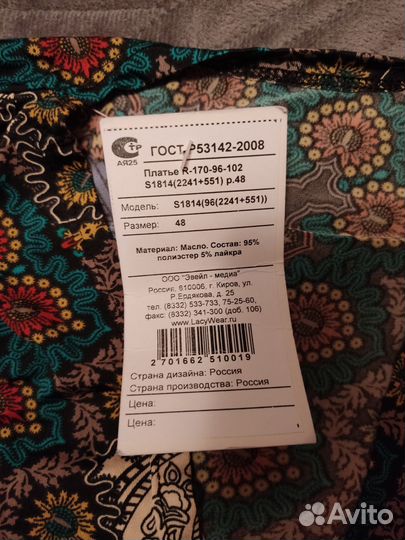 АЯ25
ГОСТ Р53142-2008
Платье R-170-96-102
S1814(2241+551) р.48
Модель: S1814(96(2241+551))
Размер: 48
Материал: Масло. Состав: 95%
полиэстер 5% лайкра
ООО "Эвейл - медиа"
Россия, 610006, г. Киров, ул.
Р.Ердякова, д. 25
тел. (8332) 533-733, 75-25-60,
факс: (8332) 341-300 (доб. 106)
www.LacyWear.ru
2 701662 510019
Страна дизайна: Россия
Страна производства: Россия
Цена:
Цена:
Avito